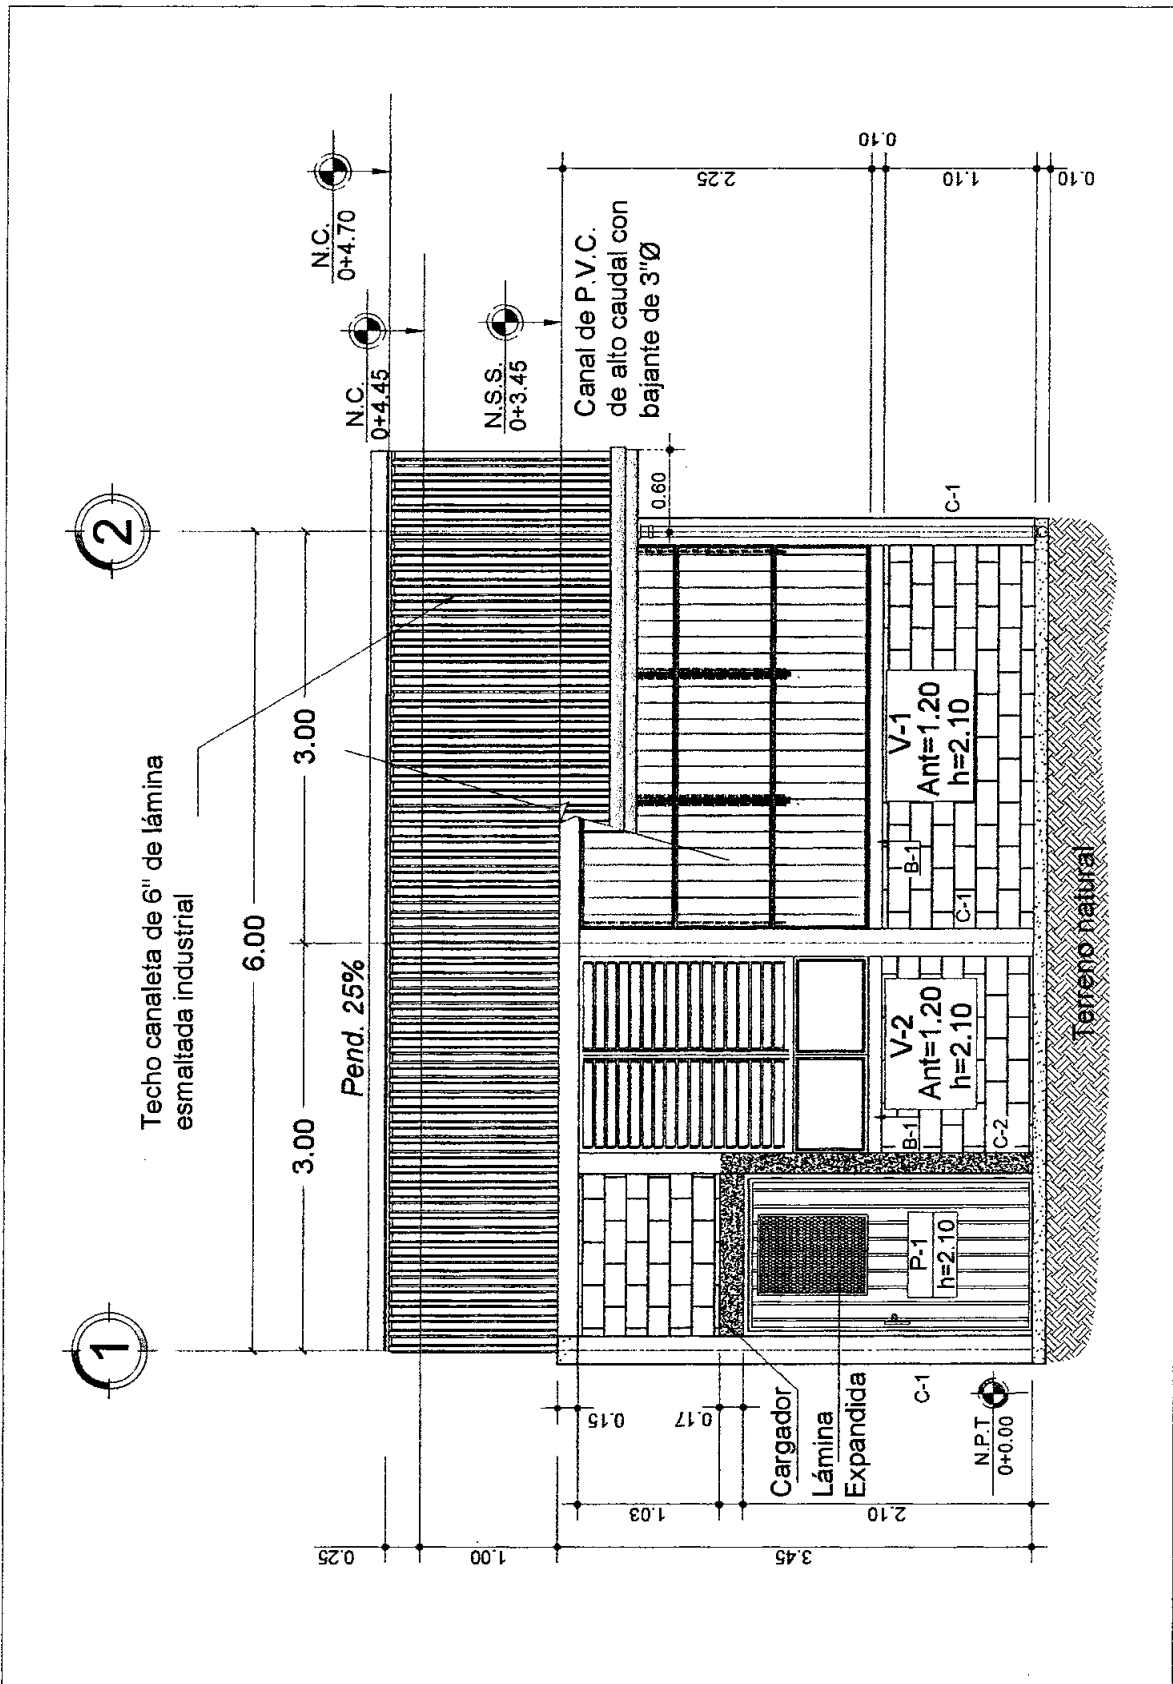 1
2
Techo canaleta de 6" de lámina
esmaltada industrial
6.00
3.00
3.00
Pend. 25%
N.C.
0+4.70
N.C.
0+4.45
N.S.S.
0+3.45
Canal de P.V.C.
de alto caudal con
bajante de 3"Ø
0.60
0.25
1.00
3.45
0.15
1.03
0.17
2.10
2.25
0.10
1.10
0.10
Cargador
Lámina
Expandida
P-1
h=2.10
V-2
Ant=1.20
h=2.10
V-1
Ant=1.20
h=2.10
B-1
B-1
C-1
C-2
C-1
C-1
N.P.T
0+0.00
Terreno natural